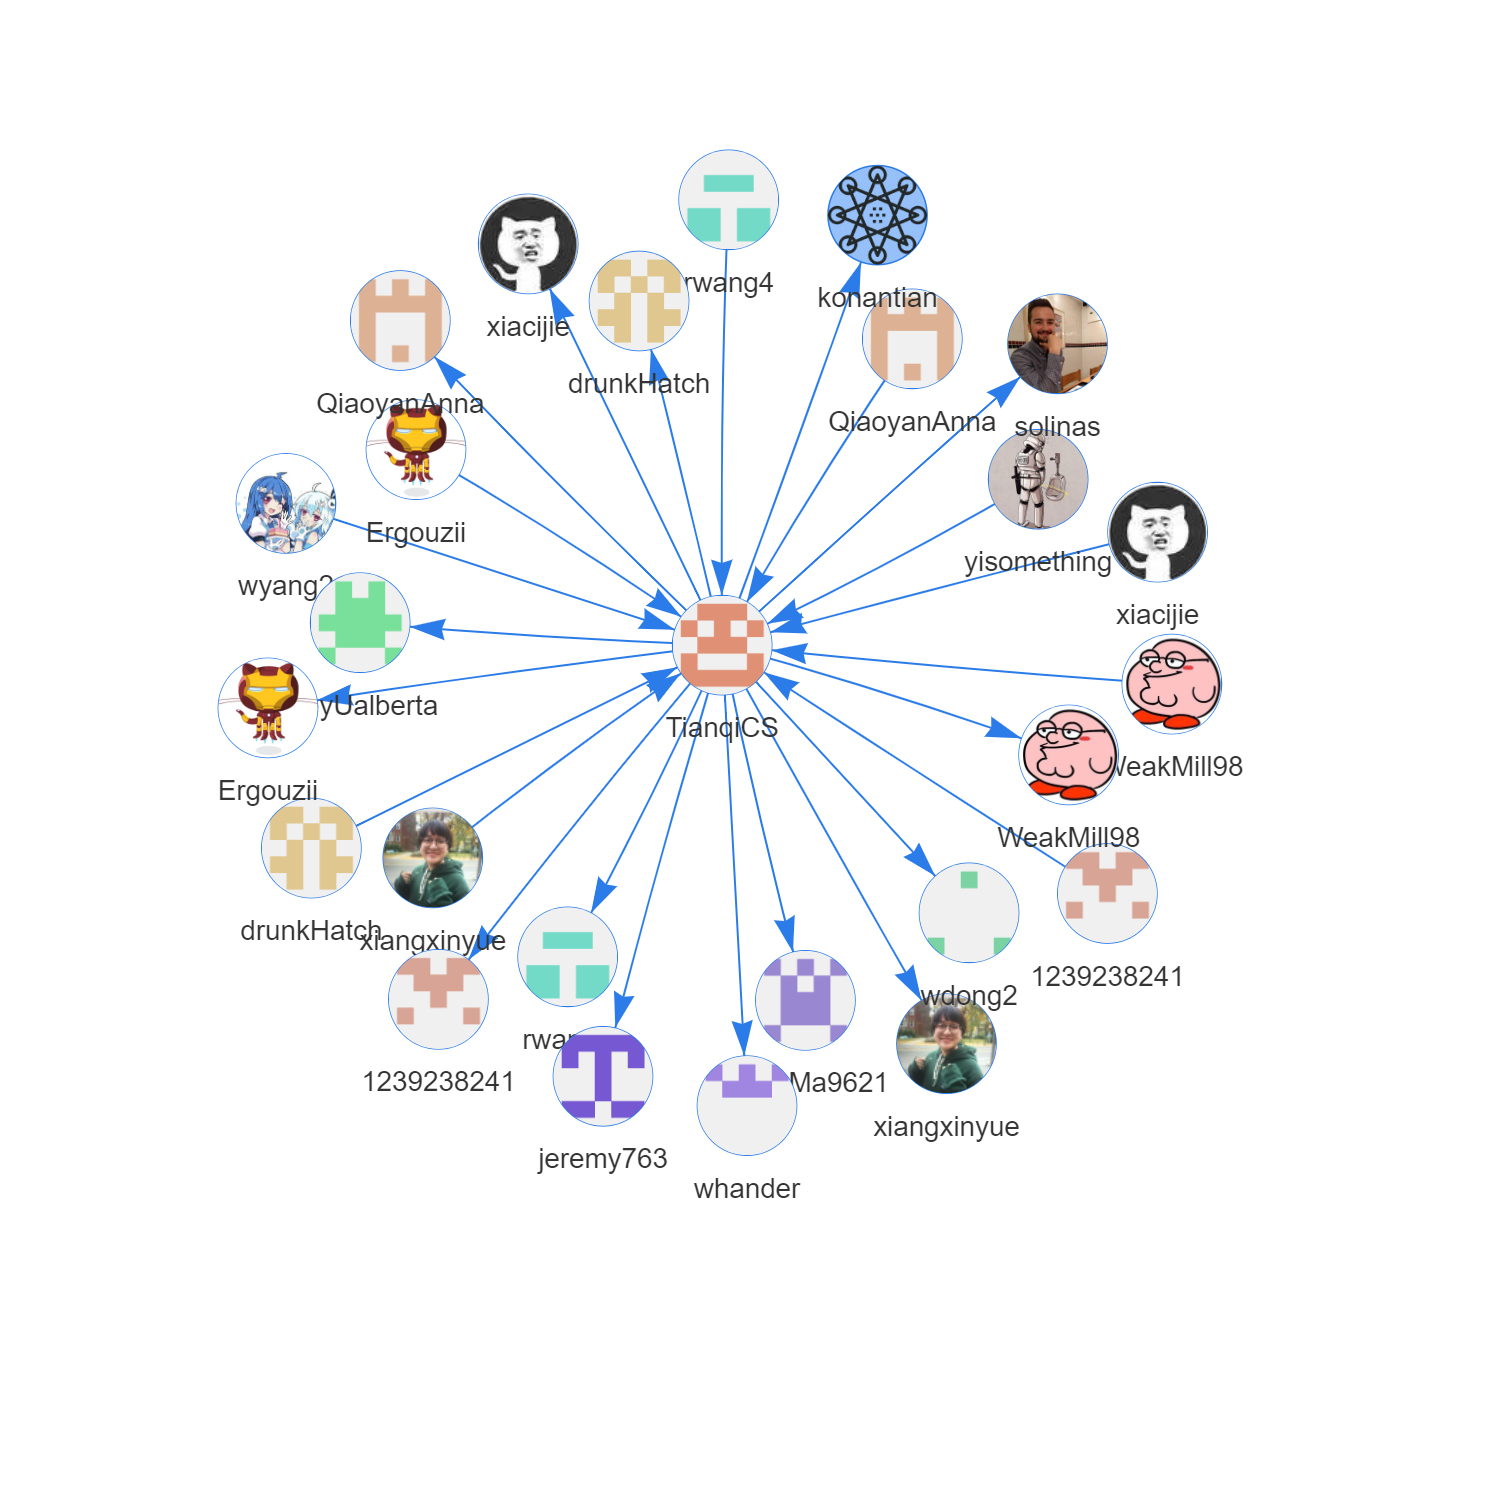 rwang4
konantian
xiacijie
drunkHatch
QiaoyanAnna
QiaoyanAnna
solinas
Ergouzii
yisomething
wyang2
xiacijie
yUalberta
TianqiCS
WeakMill98
Ergouzii
WeakMill98
drunkHatch
xiangxinyue
1239238241
wdong2
1239238241
Ma9621
xiangxinyue
jeremy763
whander